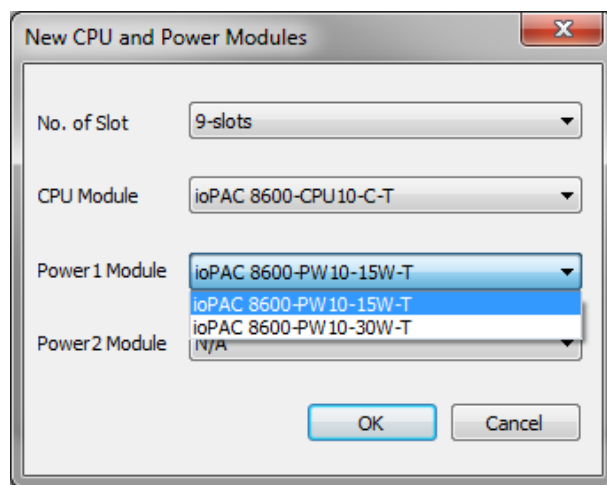 New CPU and Power Modules
No. of Slot 9-slots
CPU Module ioPAC 8600-CPU10-C-T
Power1 Module ioPAC 8600-PW10-15W-T
ioPAC 8600-PW10-15W-T
ioPAC 8600-PW10-30W-T
Power2 Module N/A
OK Cancel